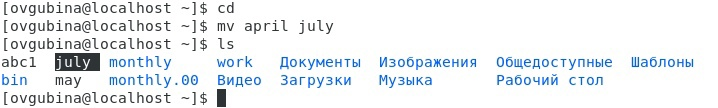 [ovgubina@localhost ~]$ cd
[ovgubina@localhost ~]$ mv april july
[ovgubina@localhost ~]$ ls
abc1 july monthly work Документы Изображения Общедоступные Шаблоны
bin may monthly.00 Видео Загрузки Музыка Рабочий стол
[ovgubina@localhost ~]$